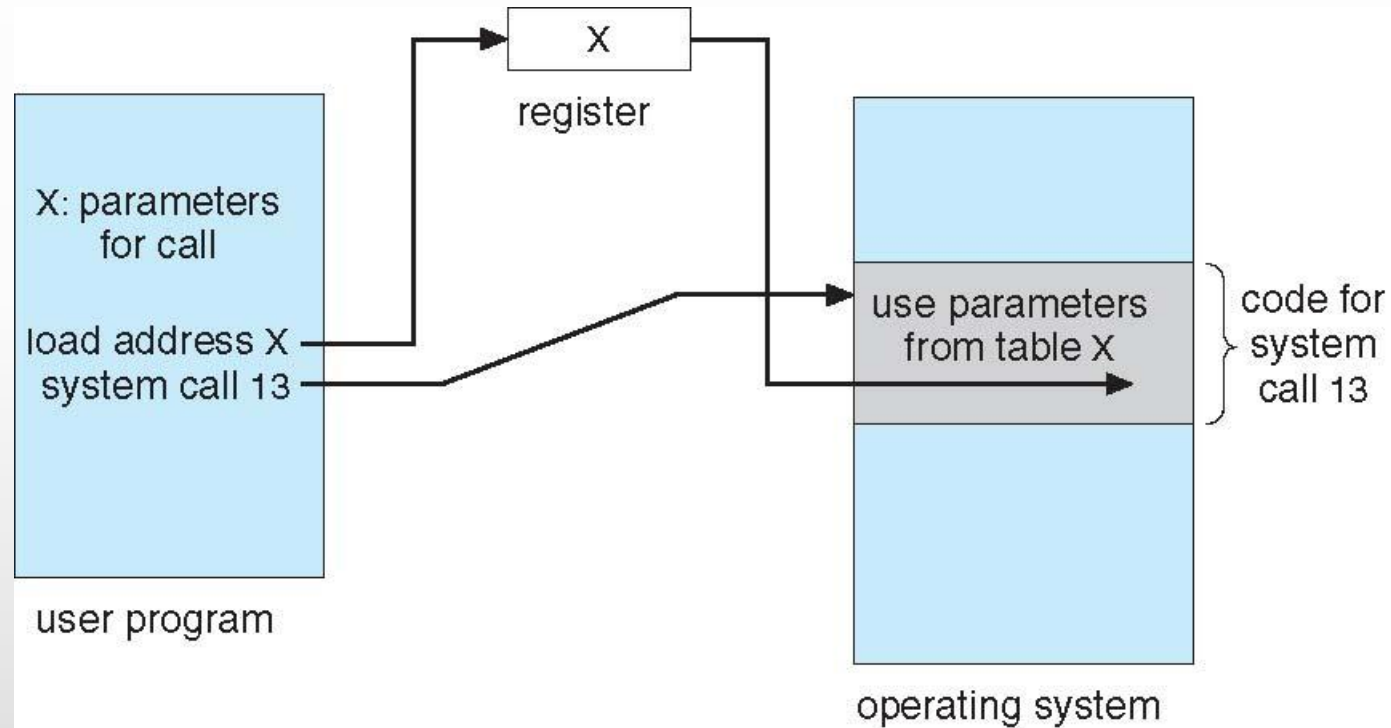 X
register
X: parameters
for call
load address X
system call 13
user program
use parameters
from table X
code for
system
call 13
operating system